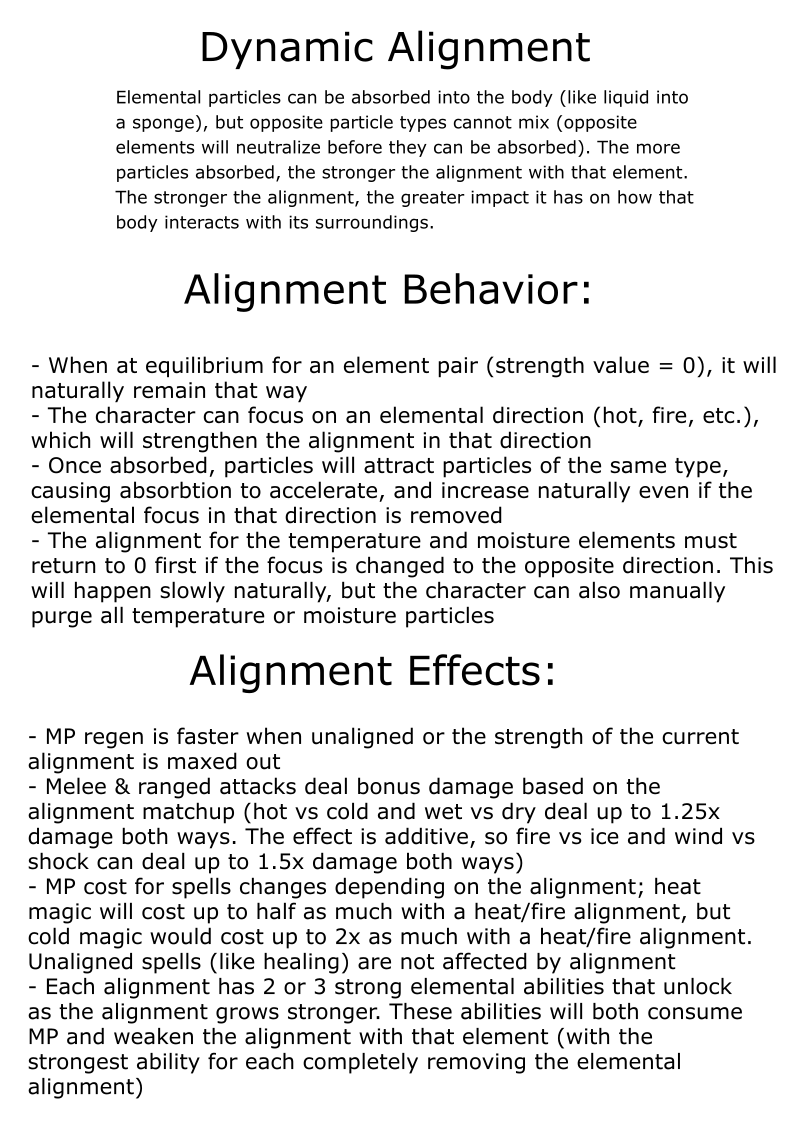 Dynamic Alignment
Elemental particles can be absorbed into the body (like liquid into
a sponge), but opposite particle types cannot mix (opposite
elements will neutralize before they can be absorbed). The more
particles absorbed, the stronger the alignment with that element.
The stronger the alignment, the greater impact it has on how that
body interacts with its surroundings.
Alignment Behavior:
- When at equilibrium for an element pair (strength value = 0), it will
naturally remain that way
- The character can focus on an elemental direction (hot, fire, etc.),
which will strengthen the alignment in that direction
- Once absorbed, particles will attract particles of the same type,
causing absorbtion to accelerate, and increase naturally even if the
elemental focus in that direction is removed
- The alignment for the temperature and moisture elements must
return to 0 first if the focus is changed to the opposite direction. This
will happen slowly naturally, but the character can also manually
purge all temperature or moisture particles
Alignment Effects:
- MP regen is faster when unaligned or the strength of the current
alignment is maxed out
- Melee & ranged attacks deal bonus damage based on the
alignment matchup (hot vs cold and wet vs dry deal up to 1.25x
damage both ways. The effect is additive, so fire vs ice and wind vs
shock can deal up to 1.5x damage both ways)
- MP cost for spells changes depending on the alignment; heat
magic will cost up to half as much with a heat/fire alignment, but
cold magic would cost up to 2x as much with a heat/fire alignment.
Unaligned spells (like healing) are not affected by alignment
- Each alignment has 2 or 3 strong elemental abilities that unlock
as the alignment grows stronger. These abilities will both consume
MP and weaken the alignment with that element (with the
strongest ability for each completely removing the elemental
alignment)